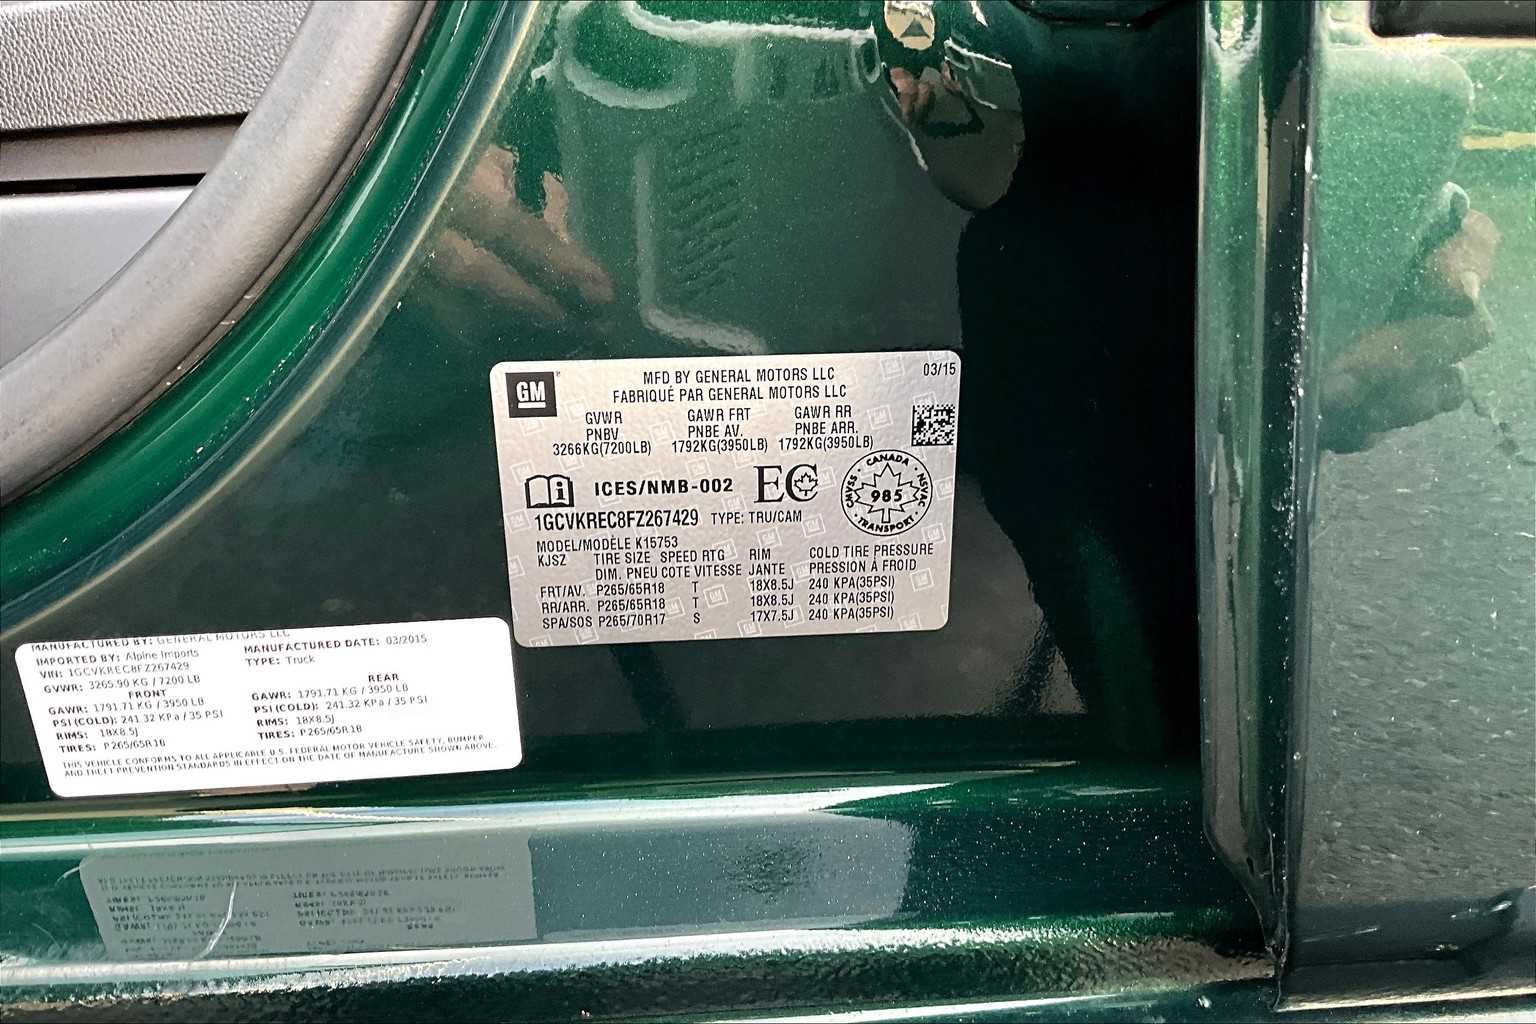 GM
MFD BY GENERAL MOTORS LLC 03/15
FABRIQUÉ PAR GENERAL MOTORS LLC
GVWR GAWR FRT GAWR RR
PNBV PNBE AV. PNBE ARR.
3266KG(7200LB) 1792KG(3950LB) 1792KG(3950LB)
ICES/NMB-002 EC
CANADA
CMVSS 985 NSVAC
TRANSPORT
1GCVKREC8FZ267429 TYPE: TRU/CAM
MODEL/MODÈLE K15753
KJSZ TIRE SIZE SPEED RTG RIM COLD TIRE PRESSURE
DIM. PNEU COTE VITESSE JANTE PRESSION À FROID
FRT/AV. P265/65R18 T 18X8.5J 240 KPA(35PSI)
RR/ARR. P265/65R18 T 18X8.5J 240 KPA(35PSI)
SPA/SOS P265/70R17 S 17X7.5J 240 KPA(35PSI)
MANUFACTURED BY: GENERAL MOTORS LLC
IMPORTED BY: Alpine Imports MANUFACTURED DATE: 03/2015
VIN: 1GCVKREC8FZ267429 TYPE: Truck
GVWR: 3265.90 KG / 7200 LB
FRONT REAR
GAWR: 1791.71 KG / 3950 LB GAWR: 1791.71 KG / 3950 LB
PSI (COLD): 241.32 KPa / 35 PSI PSI (COLD): 241.32 KPa / 35 PSI
RIMS: 18X8.5J RIMS: 18X8.5J
TIRES: P265/65R18 TIRES: P265/65R18
THIS VEHICLE CONFORMS TO ALL APPLICABLE U.S. FEDERAL MOTOR VEHICLE SAFETY, BUMPER
AND THEFT PREVENTION STANDARDS IN EFFECT ON THE DATE OF MANUFACTURE SHOWN ABOVE.